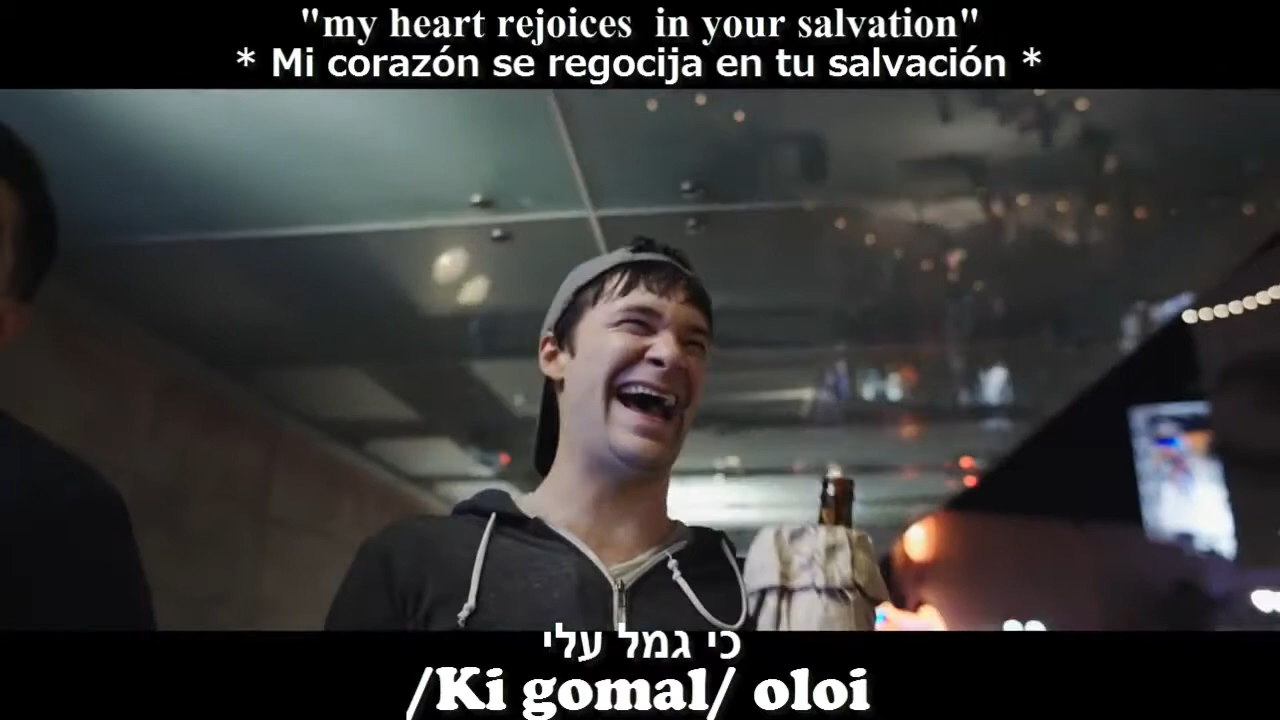 "my heart rejoices  in your salvation"
* Mi corazón se regocija en tu salvación *
כי גמל עלי
/Ki gomal/ oloi